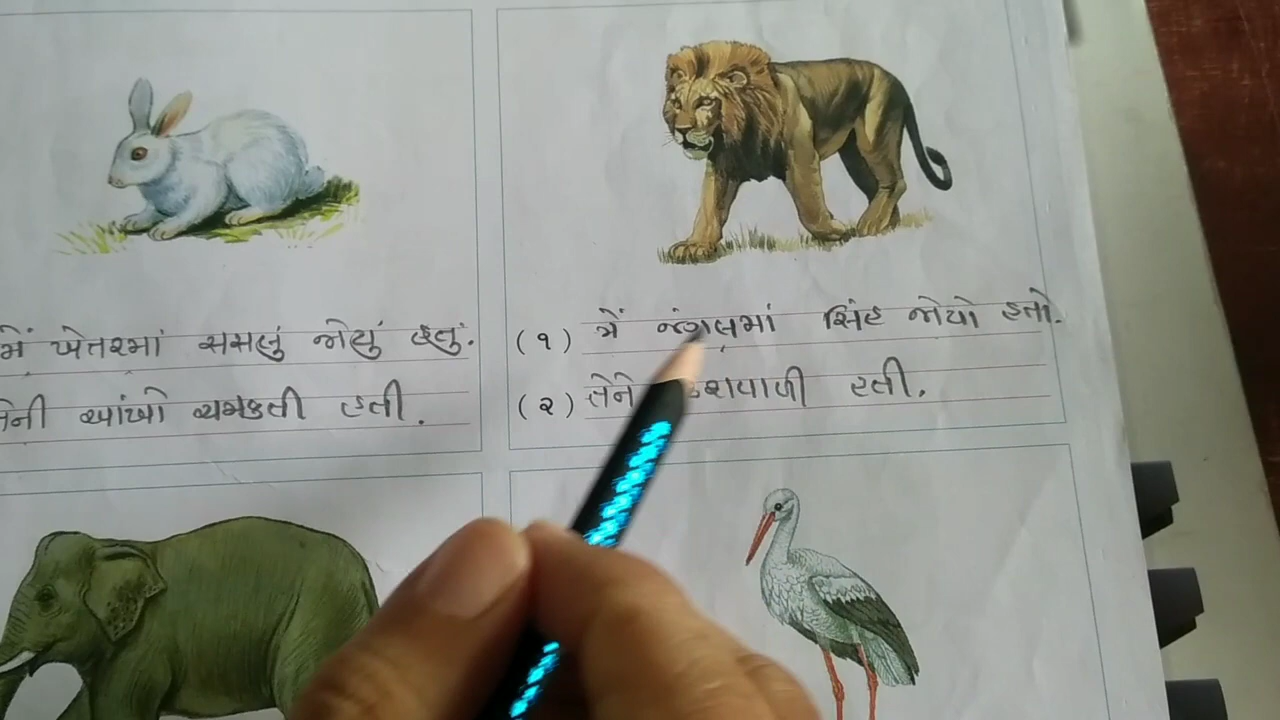 મેં ખેતરમાં સસલું જોયું હતું.
તેની આંખો ચમકતી હતી.
(૧) મેં જંગલમાં સિંહ જોયો હતો.
(૨) તેને કેશવાળી હતી.